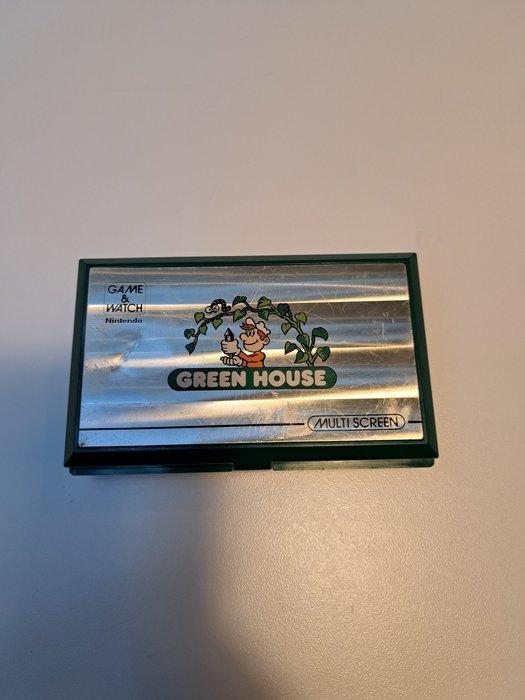 GAME
&
WATCH
Nintendo
GREEN HOUSE
MULTI SCREEN